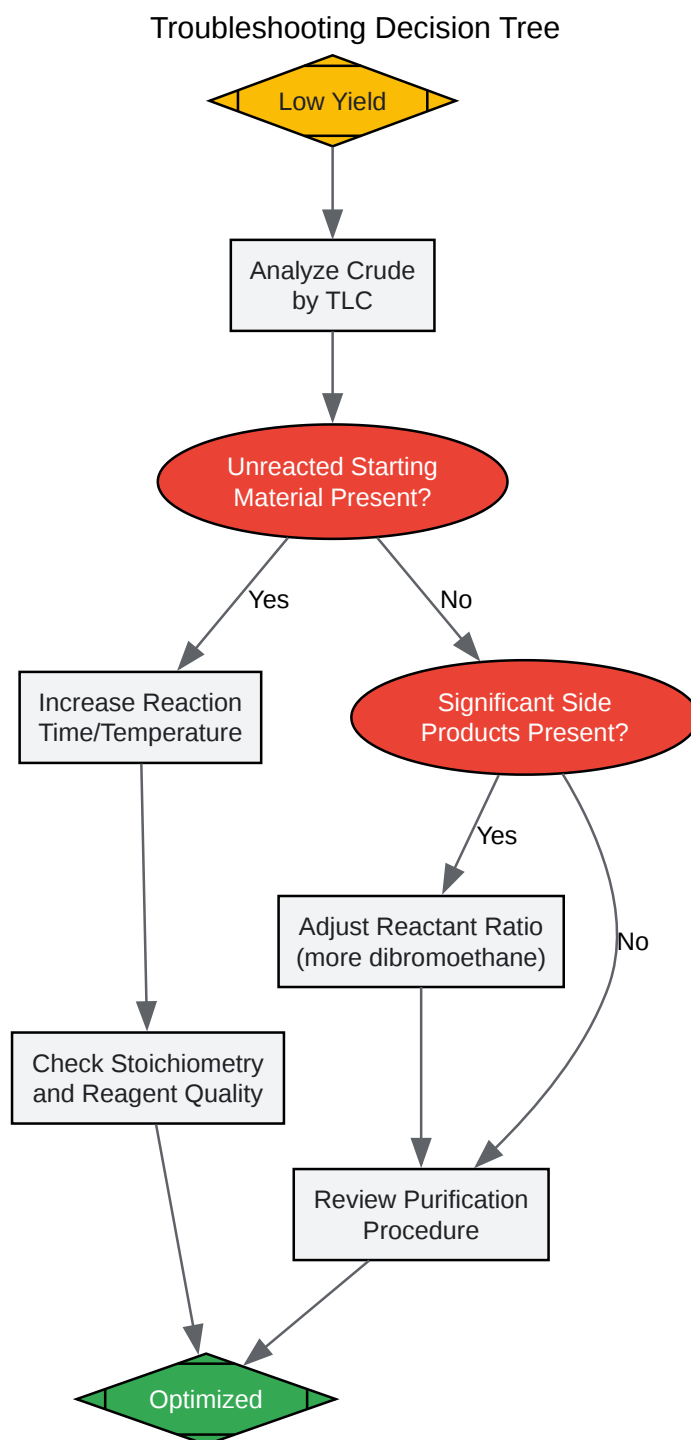 Troubleshooting Decision Tree
Low Yield
Analyze Crude
by TLC
Unreacted Starting
Material Present?
Yes
No
Increase Reaction
Time/Temperature
Significant Side
Products Present?
Yes
Adjust Reactant Ratio
(more dibromoethane)
No
Check Stoichiometry
and Reagent Quality
Review Purification
Procedure
Optimized